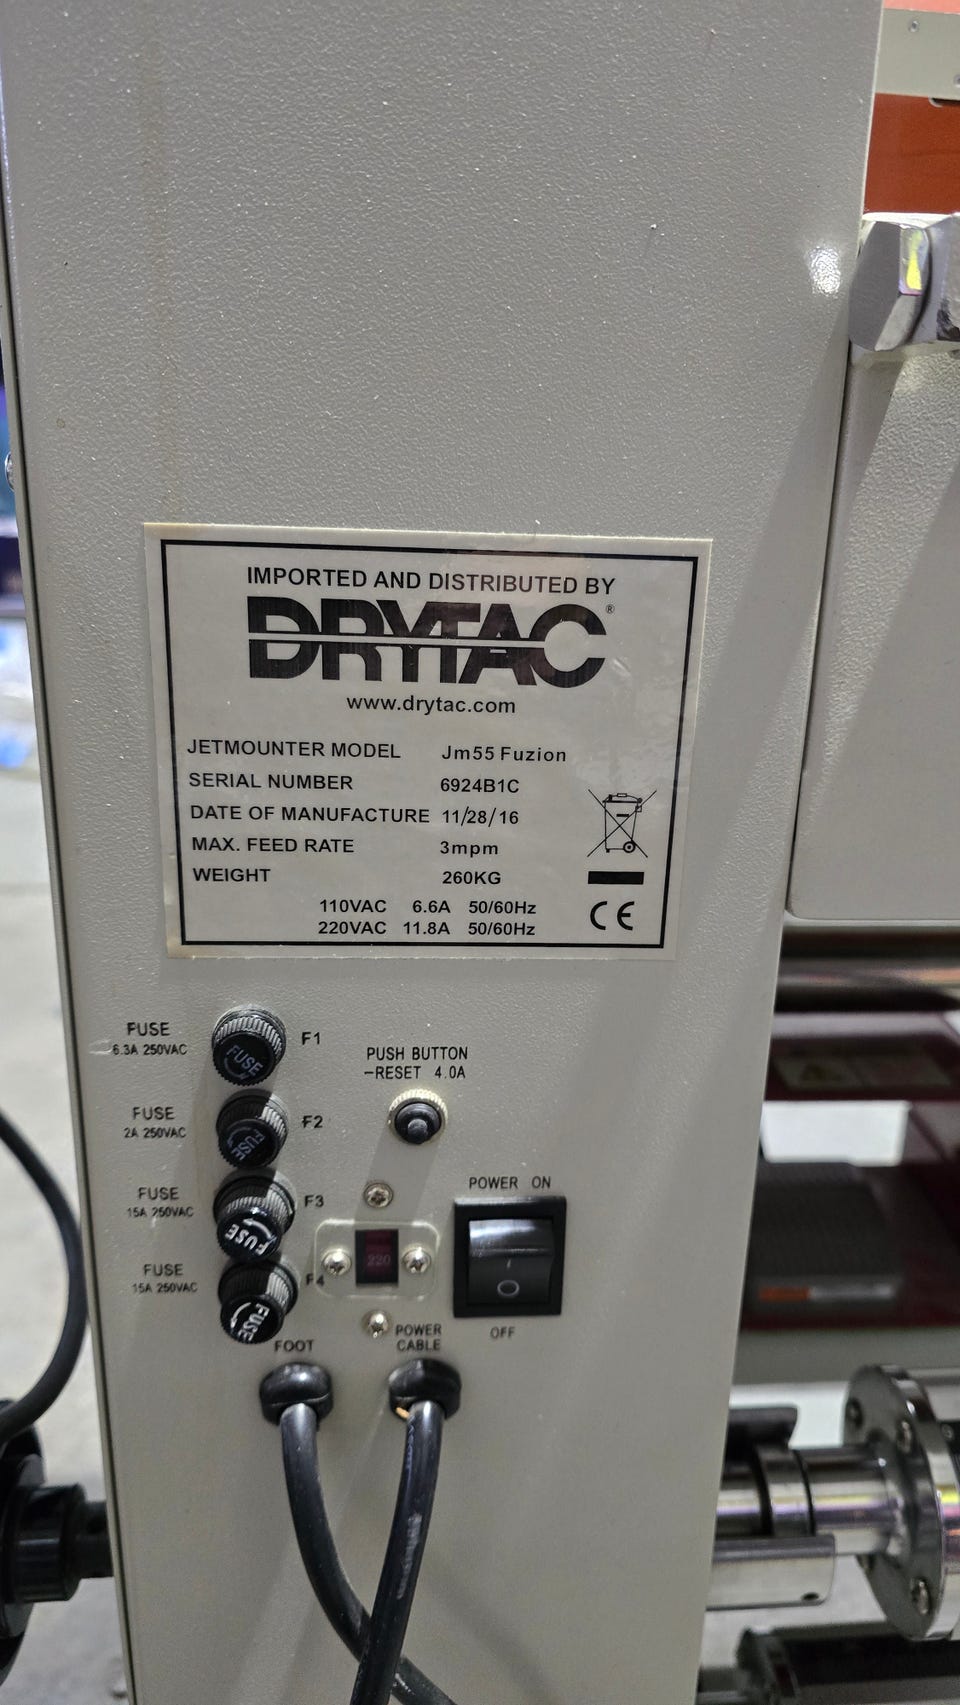 IMPORTED AND DISTRIBUTED BY
DRYTAC®
www.drytac.com
JETMOUNTER MODEL Jm55 Fuzion
SERIAL NUMBER 6924B1C
DATE OF MANUFACTURE 11/28/16
MAX. FEED RATE 3mpm
WEIGHT 260KG
110VAC 6.6A 50/60Hz
220VAC 11.8A 50/60Hz
CE
FUSE
6.3A 250VAC
FUSE
F1
PUSH BUTTON
-RESET 4.0A
FUSE
2A 250VAC
FUSE
F2
FUSE
15A 250VAC
FUSE
F3
POWER ON
220
I
O
FUSE
15A 250VAC
FUSE
F4
OFF
FOOT
POWER
CABLE